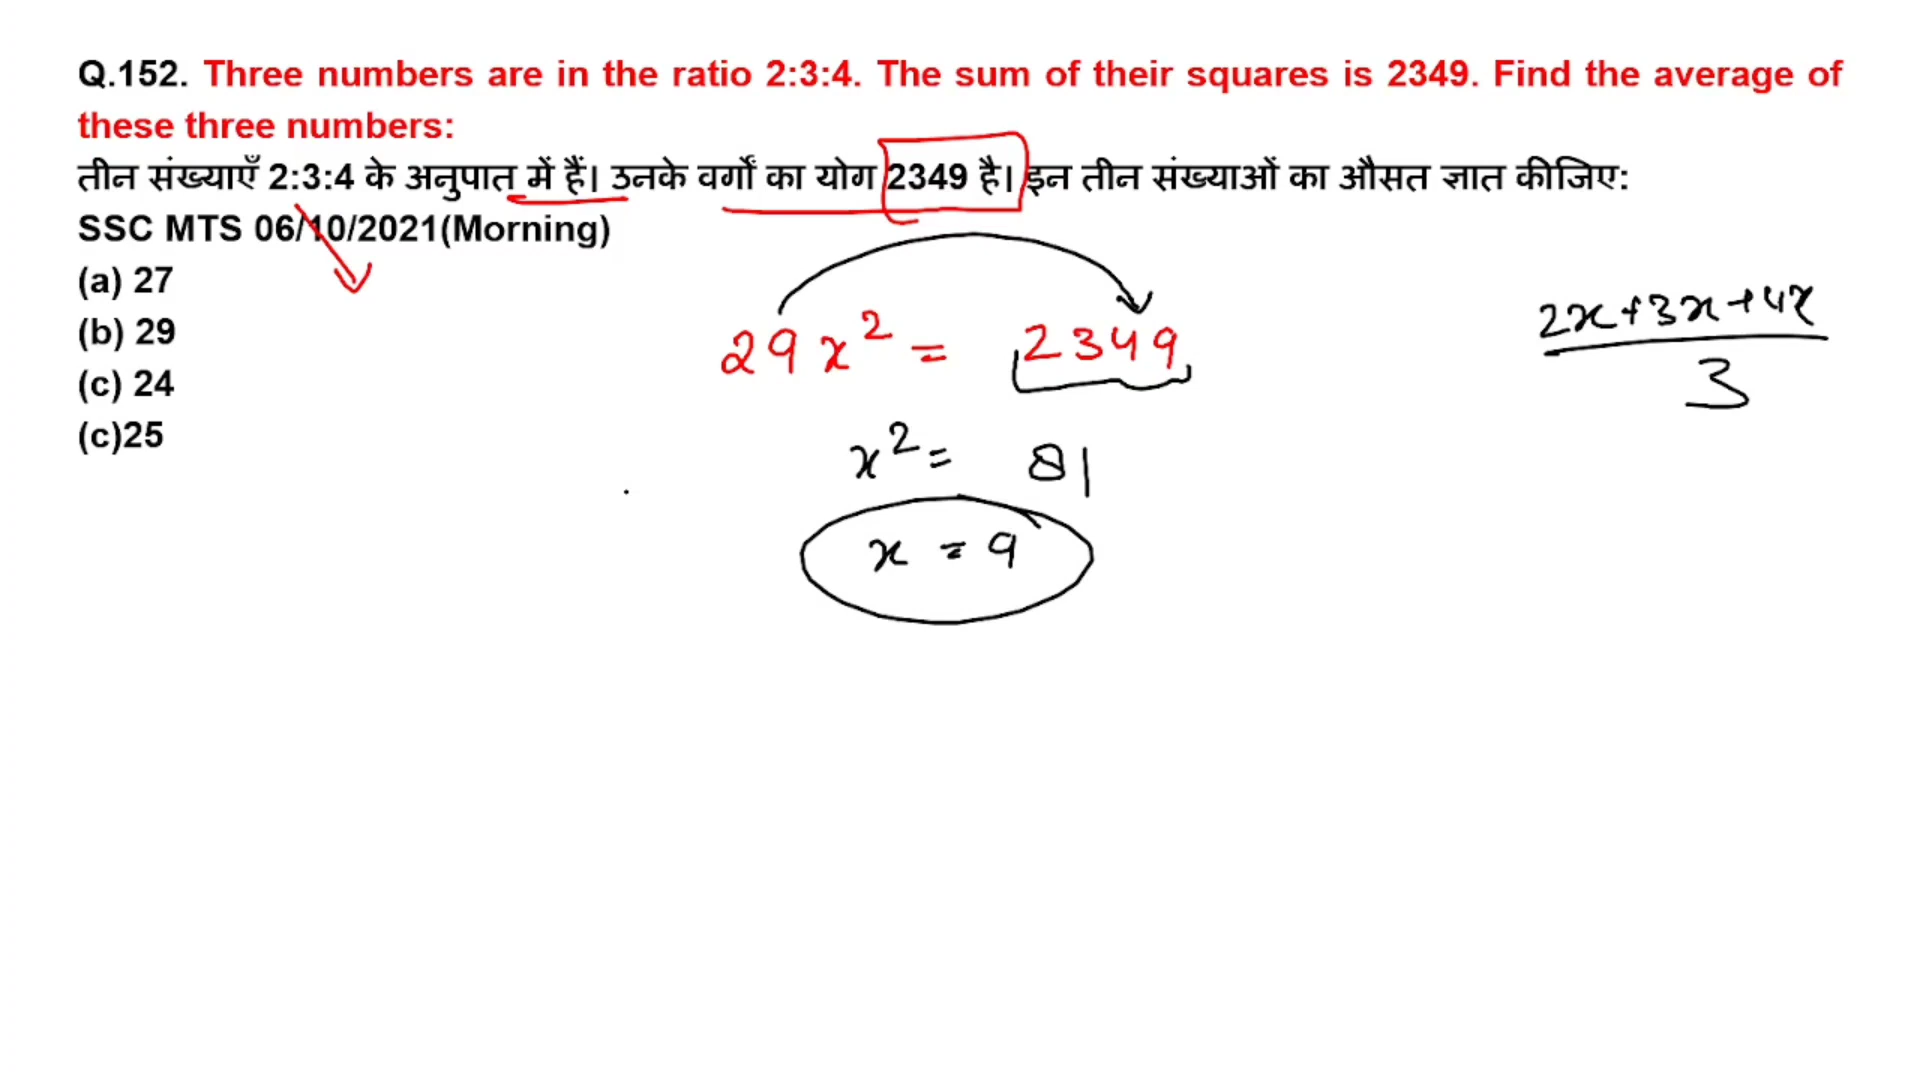 Q.152. Three numbers are in the ratio 2:3:4. The sum of their squares is 2349. Find the average of
these three numbers:
तीन संख्याएँ 2:3:4 के अनुपात में हैं। उनके वर्गों का योग 2349 है। इन तीन संख्याओं का औसत ज्ञात कीजिए:
SSC MTS 06/10/2021(Morning)
(a) 27
(b) 29
(c) 24
(c)25
29x² = 2349
x² = 81
x = 9
2x+3x+4x
3